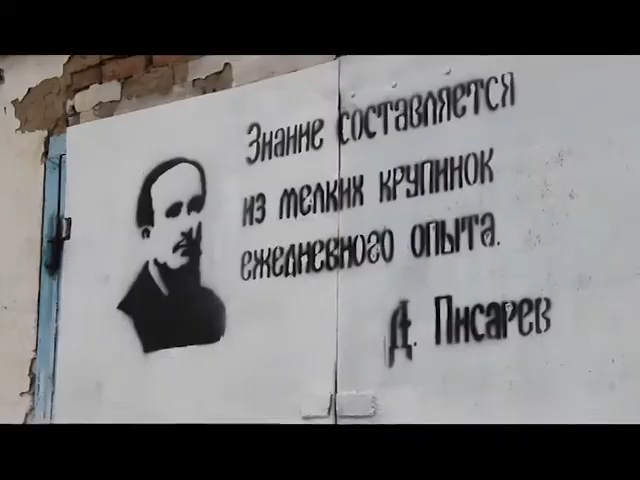 Знание составляется
из мелких крупинок
ежедневного опыта.
Д. Писарев